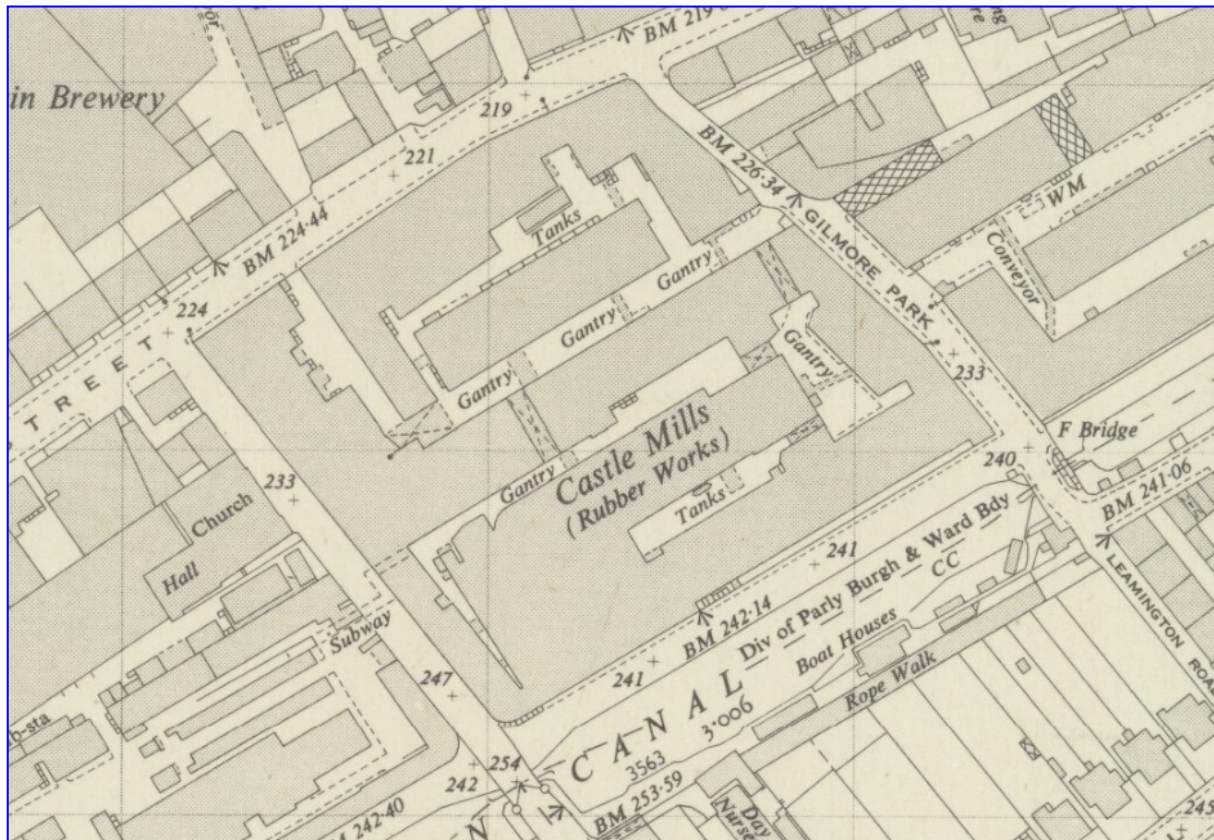 BM 219
in Brewery
219
221
BM 226·34
WM
Tanks
BM 224·44
GILMORE PARK
Gantry
Conveyor
224
Gantry
Gantry
TREET
233
Gantry
Castle Mills
(Rubber Works)
F Bridge
240
Gantry
BM 241·06
233
Church
Tanks
241
Div of Parly Burgh & Ward Bdy
CC
LEAMINGTON ROAD
Hall
BM 242·14
Boat Houses
Subway
Rope Walk
241
247
CANAL
3·006
3563
b-sta
254
242
BM 253·59
Day
BM 242·40
N
245